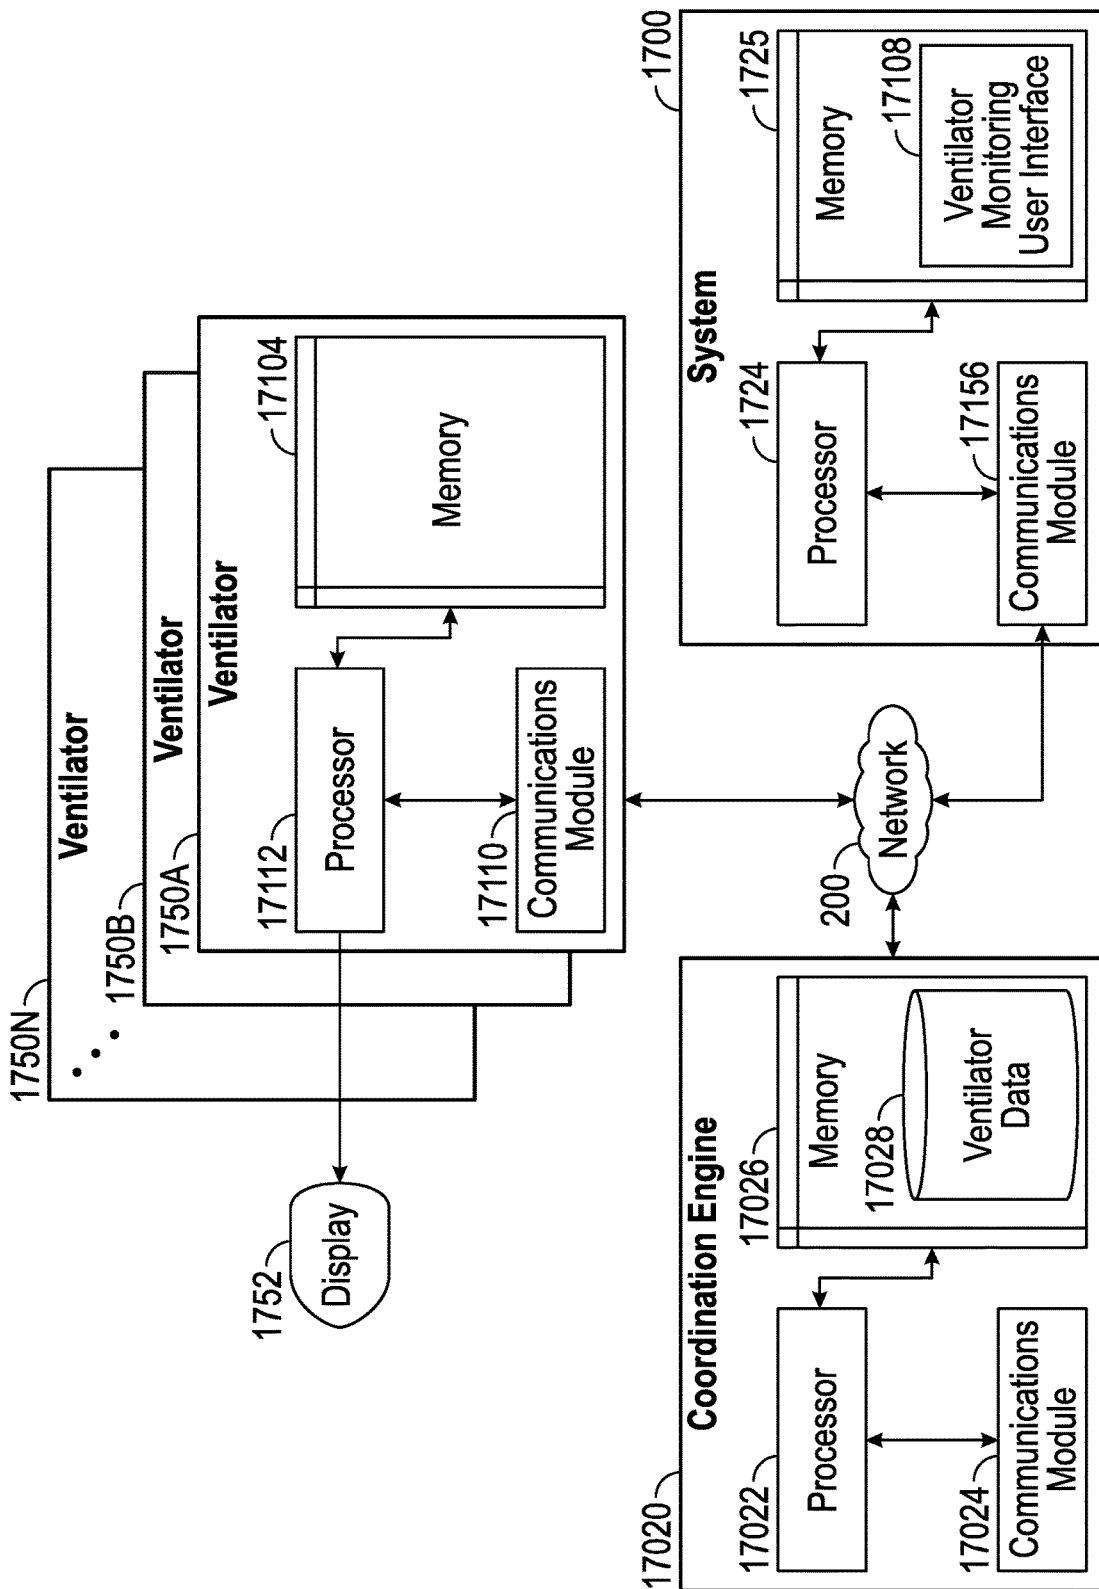 1750N
Ventilator
1750B
Ventilator
1750A
Ventilator
17112
Processor
17104
Memory
17110
Communications
Module
1752
Display
200
Network
17020
Coordination Engine
17022
Processor
17026
Memory
17028
Ventilator
Data
17024
Communications
Module
1700
System
1724
Processor
1725
Memory
17108
Ventilator
Monitoring
User Interface
17156
Communications
Module